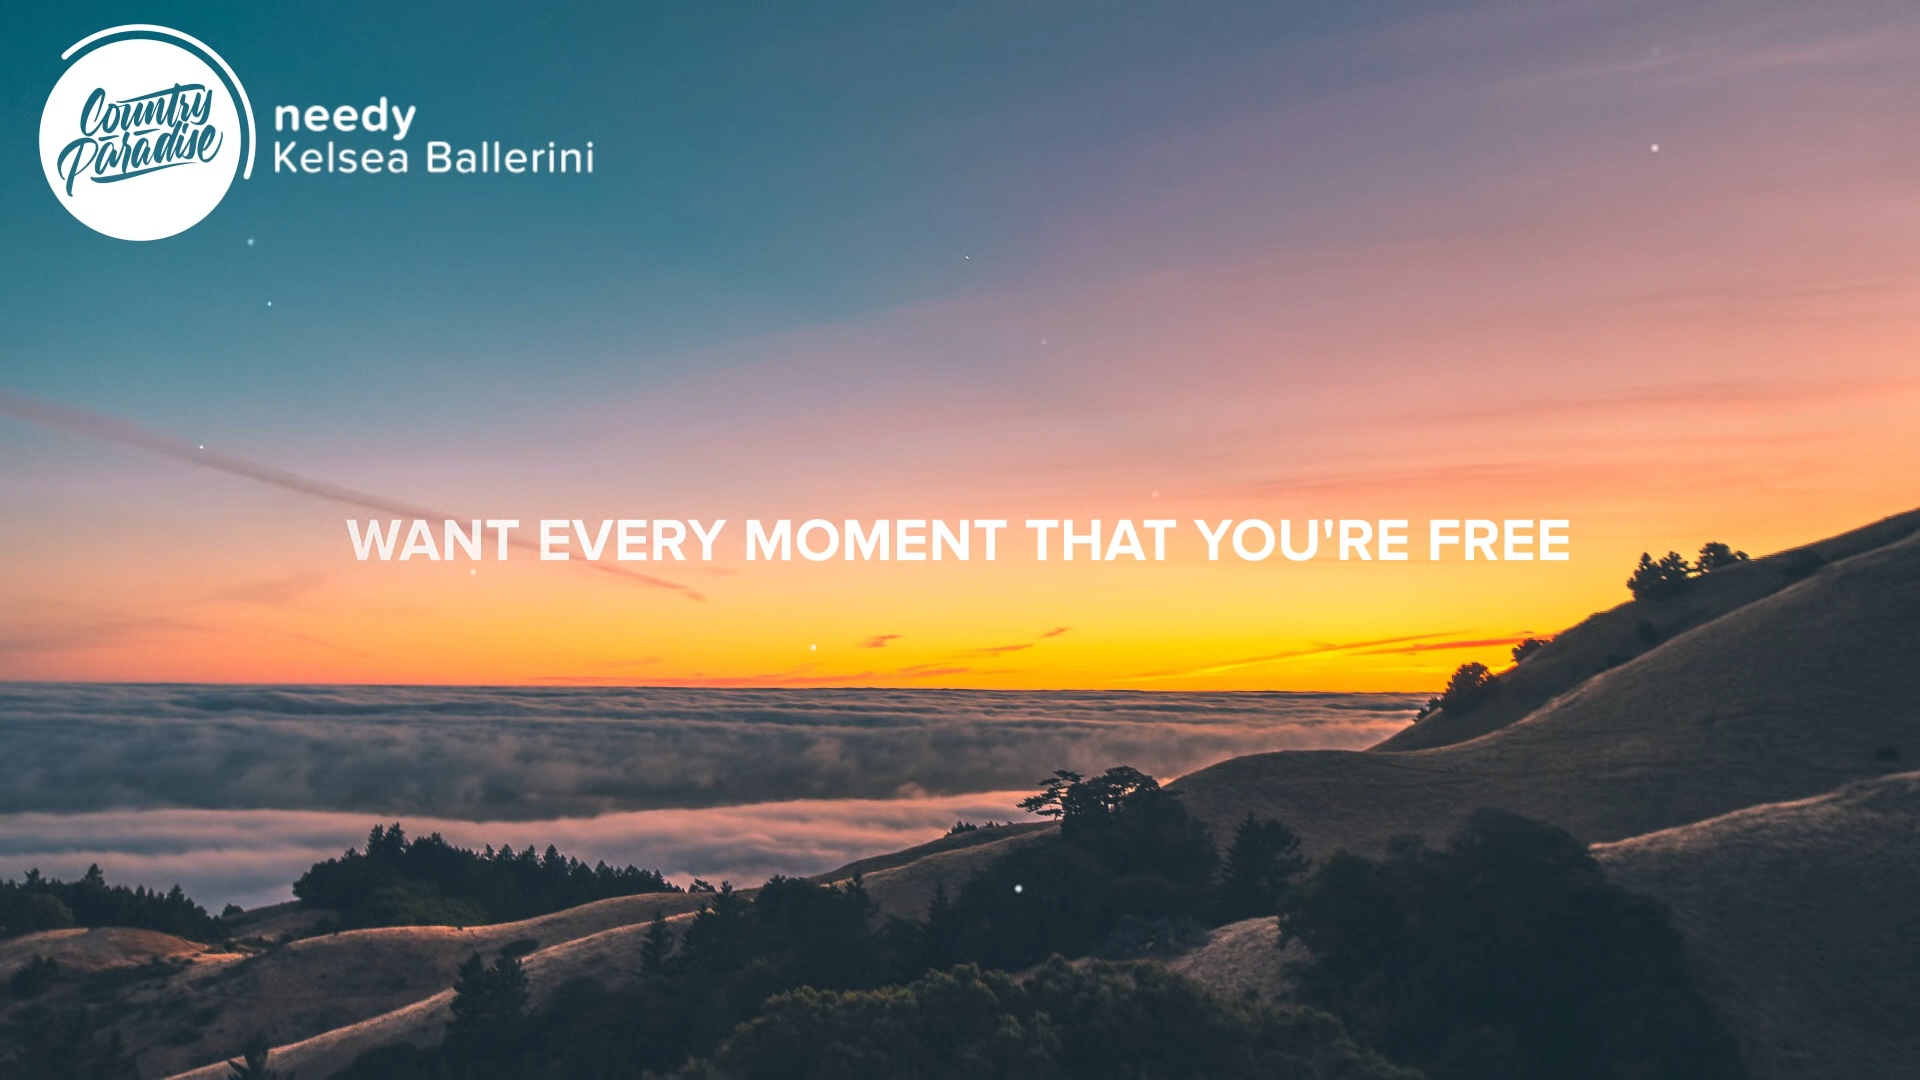 Country
Paradise
needy
Kelsea Ballerini
WANT EVERY MOMENT THAT YOU'RE FREE